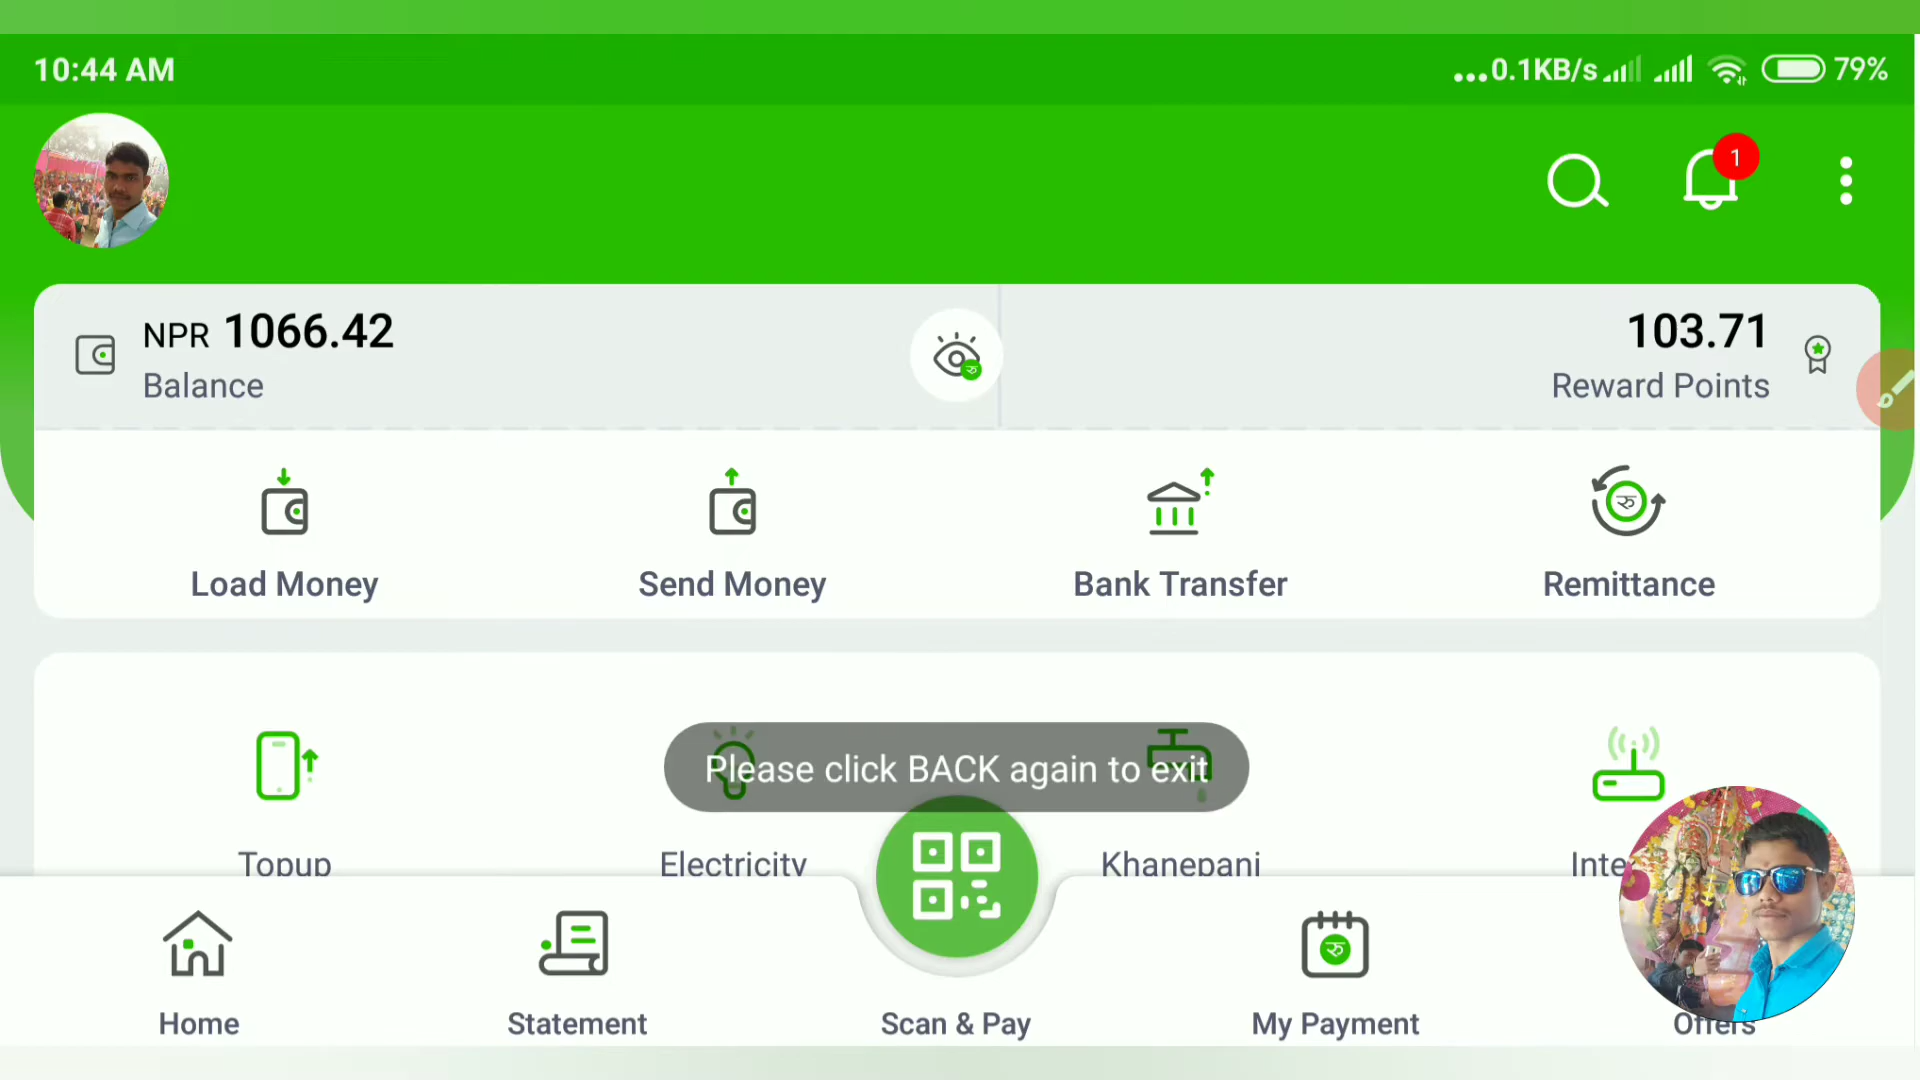 10:44 AM
...0.1KB/s
79%
1
NPR 1066.42
Balance
रु
103.71
Reward Points
Load Money
Send Money
Bank Transfer
रु
Remittance
Please click BACK again to exit
Topup
Electricity
Khanepani
Inte
रु
Home
Statement
Scan & Pay
My Payment
Offers